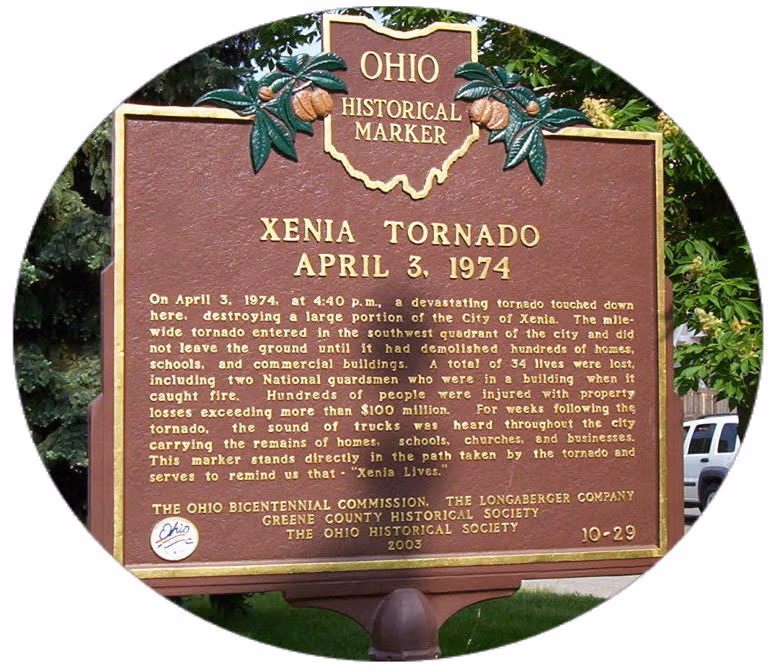 OHIO
HISTORICAL
MARKER
XENIA TORNADO
APRIL 3, 1974
On April 3, 1974, at 4:40 p.m., a devastating tornado touched down
here, destroying a large portion of the City of Xenia. The mile-
wide tornado entered in the southwest quadrant of the city and did
not leave the ground until it had demolished hundreds of homes,
schools, and commercial buildings. A total of 34 lives were lost,
including two National guardsmen who were in a building when it
caught fire. Hundreds of people were injured with property
losses exceeding more than $100 million. For weeks following the
tornado, the sound of trucks was heard throughout the city
carrying the remains of homes, schools, churches, and businesses.
This marker stands directly in the path taken by the tornado and
serves to remind us that - "Xenia Lives."
THE OHIO BICENTENNIAL COMMISSION, THE LONGABERGER COMPANY
GREENE COUNTY HISTORICAL SOCIETY
THE OHIO HISTORICAL SOCIETY
2003
10-29
Ohio